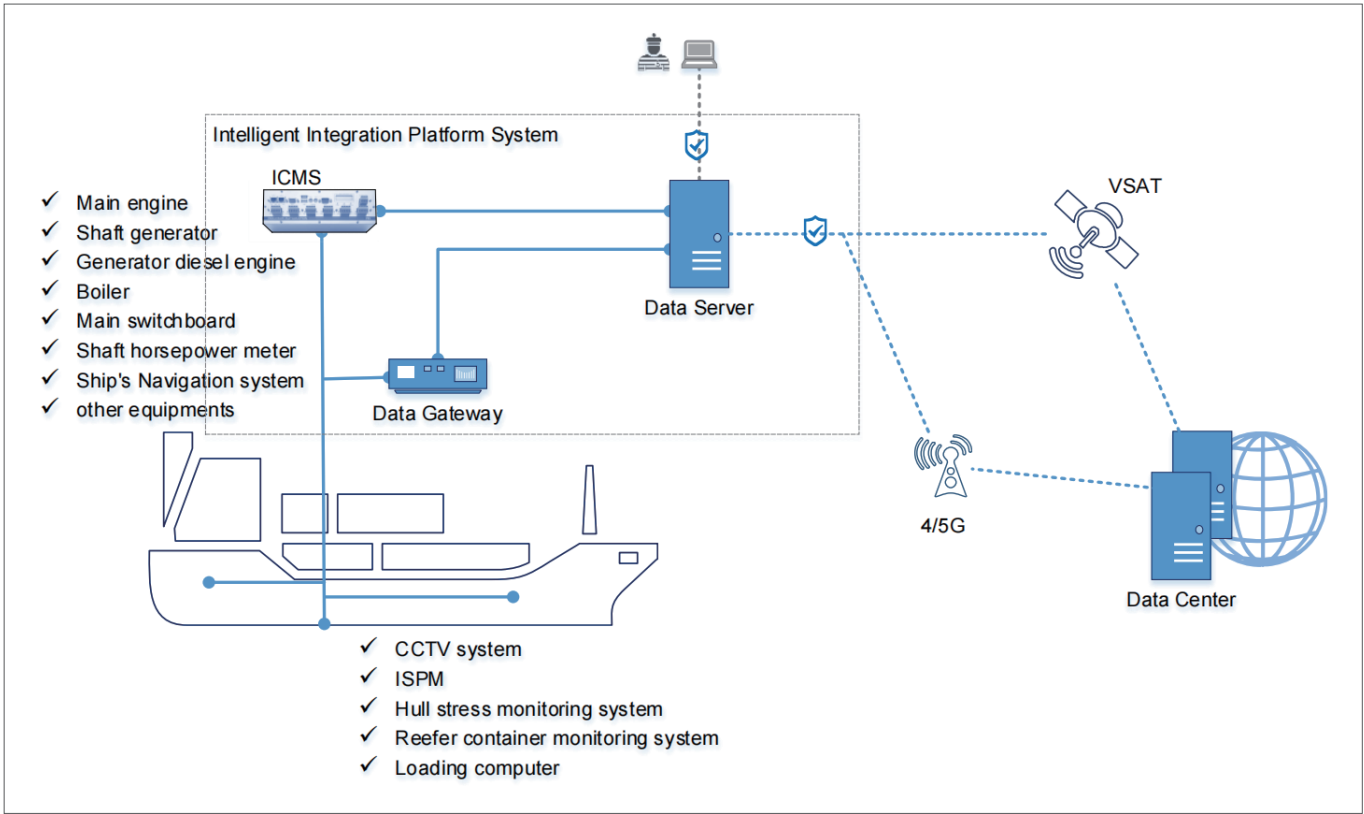 Intelligent Integration Platform System
ICMS
VSAT
Main engine
Shaft generator
Generator diesel engine
Boiler
Main switchboard
Shaft horsepower meter
Ship's Navigation system
other equipments
Data Server
Data Gateway
4/5G
Data Center
CCTV system
ISPM
Hull stress monitoring system
Reefer container monitoring system
Loading computer